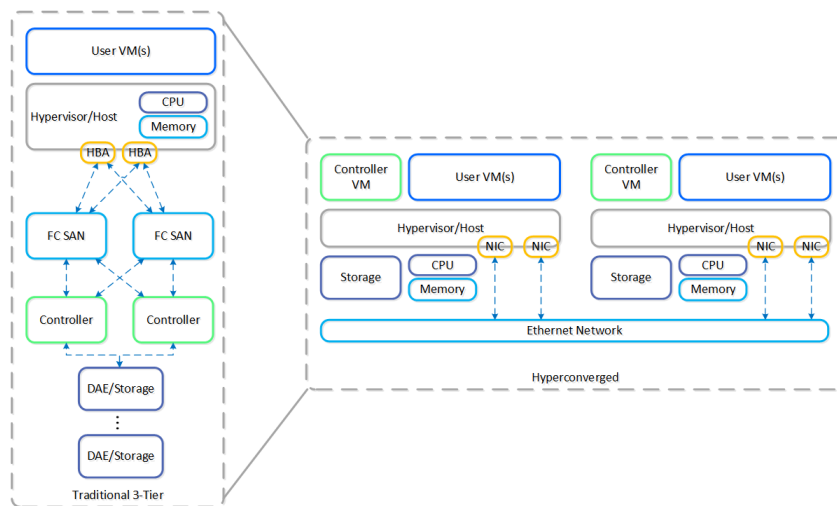 User VM(s)
Hypervisor/Host
CPU
Memory
HBA
HBA
FC SAN
FC SAN
Controller
Controller
DAE/Storage
DAE/Storage
Traditional 3-Tier
Controller
VM
User VM(s)
Hypervisor/Host
NIC
NIC
Storage
CPU
Memory
Controller
VM
User VM(s)
Hypervisor/Host
NIC
NIC
Storage
CPU
Memory
Ethernet Network
Hyperconverged